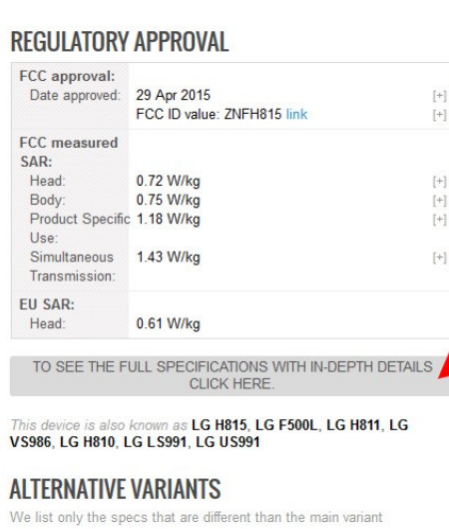 REGULATORY APPROVAL
FCC approval:
Date approved: 29 Apr 2015 [+]
FCC ID value: ZNFH815 link [+]
FCC measured
SAR:
Head: 0.72 W/kg [+]
Body: 0.75 W/kg [+]
Product Specific 1.18 W/kg [+]
Use:
Simultaneous 1.43 W/kg [+]
Transmission:
EU SAR:
Head: 0.61 W/kg
TO SEE THE FULL SPECIFICATIONS WITH IN-DEPTH DETAILS
CLICK HERE.
This device is also known as LG H815, LG F500L, LG H811, LG
VS986, LG H810, LG LS991, LG US991
ALTERNATIVE VARIANTS
We list only the specs that are different than the main variant